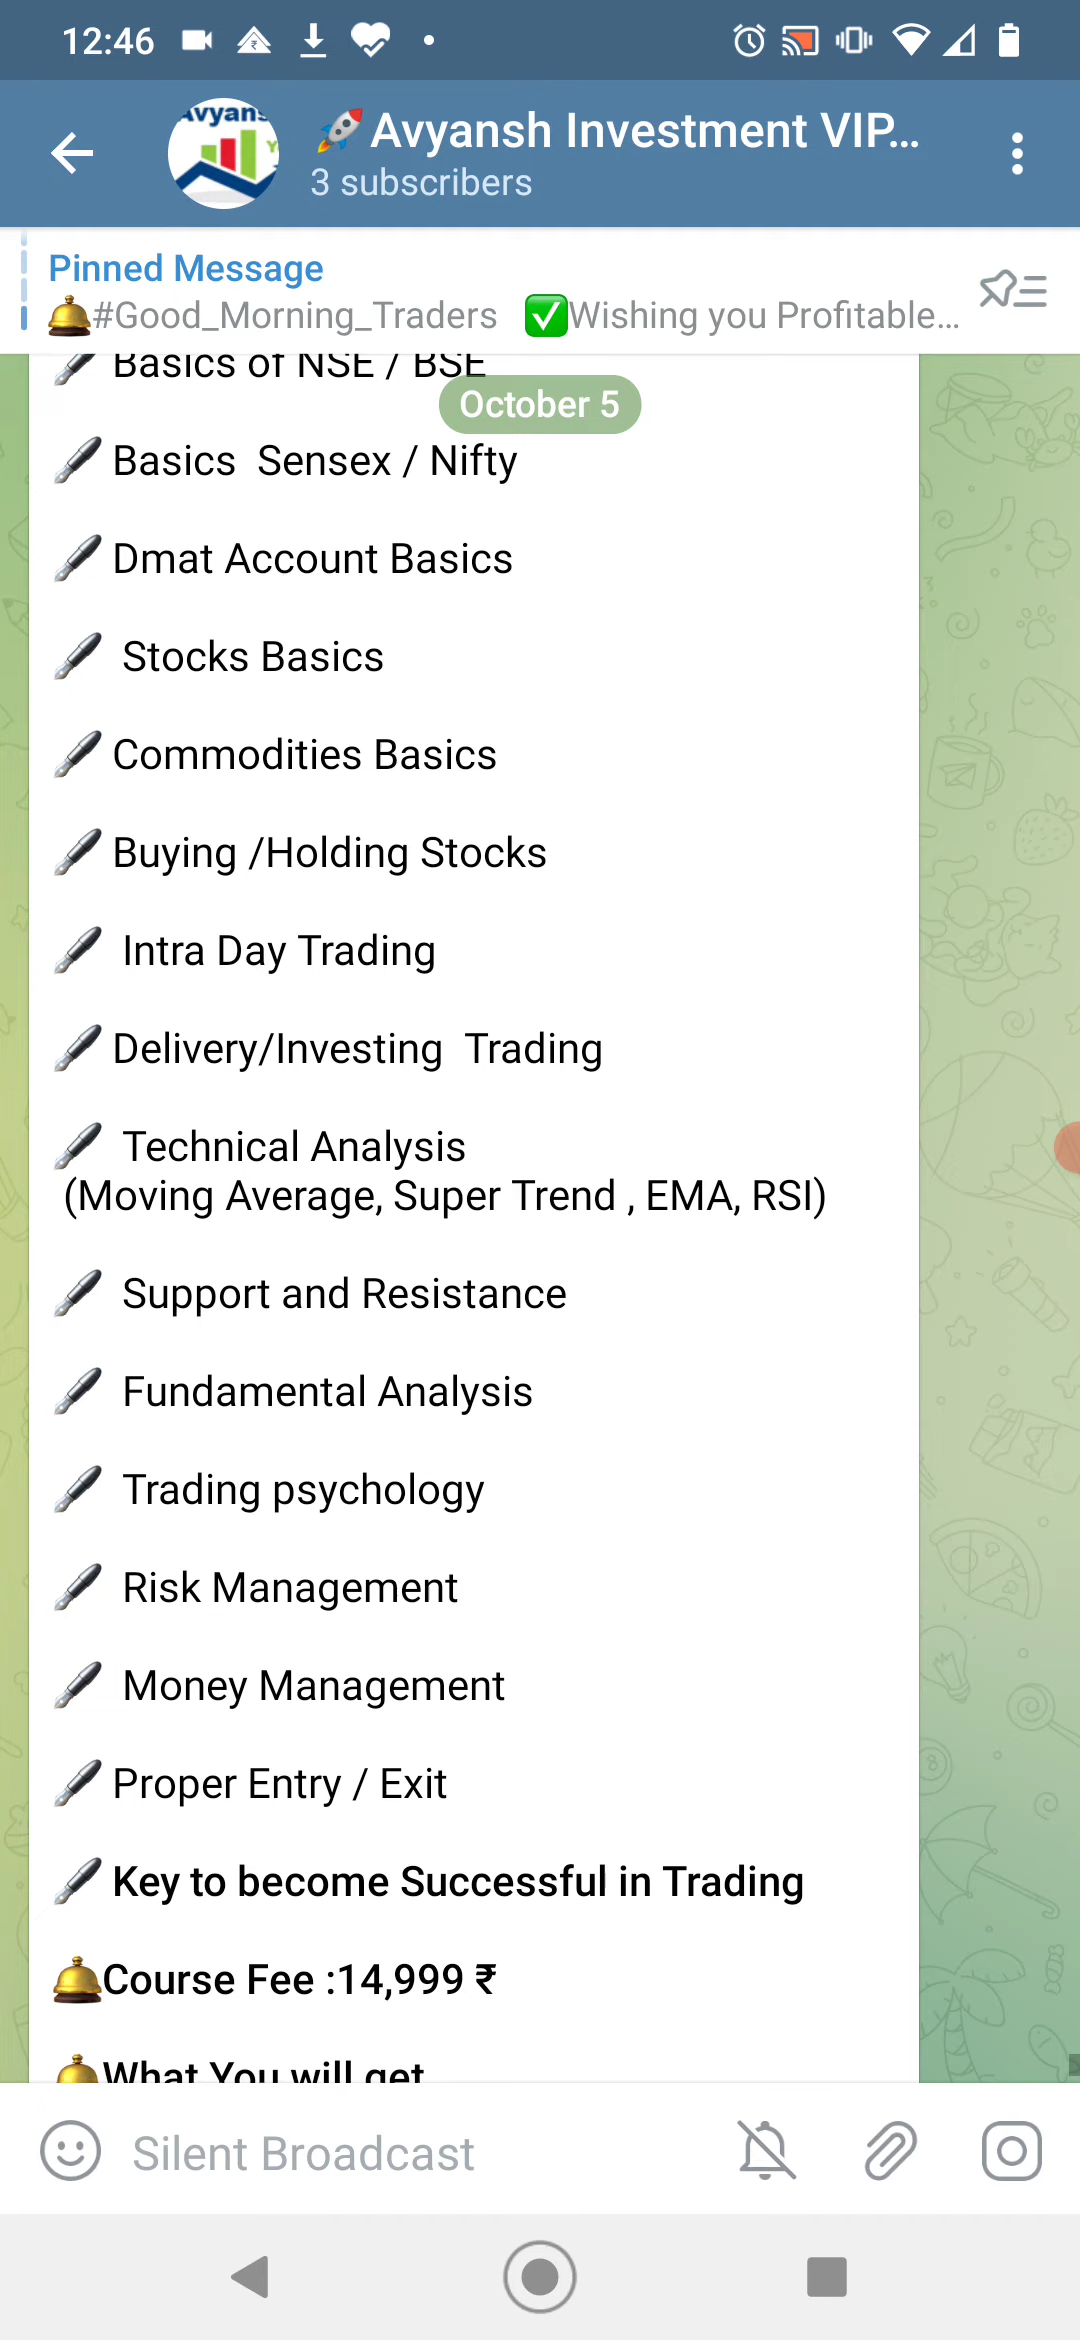 12:46
Avyans
🚀Avyansh Investment VIP...
3 subscribers
Pinned Message
🛎#Good_Morning_Traders ✅Wishing you Profitable...
🖋Basics of NSE / BSE
October 5
🖋Basics  Sensex / Nifty
🖋Dmat Account Basics
🖋 Stocks Basics
🖋Commodities Basics
🖋Buying /Holding Stocks
🖋 Intra Day Trading
🖋Delivery/Investing  Trading
🖋 Technical Analysis
(Moving Average, Super Trend , EMA, RSI)
🖋 Support and Resistance
🖋 Fundamental Analysis
🖋 Trading psychology
🖋 Risk Management
🖋 Money Management
🖋Proper Entry / Exit
🖋Key to become Successful in Trading
🛎Course Fee :14,999 ₹
🛎What You will get
Silent Broadcast